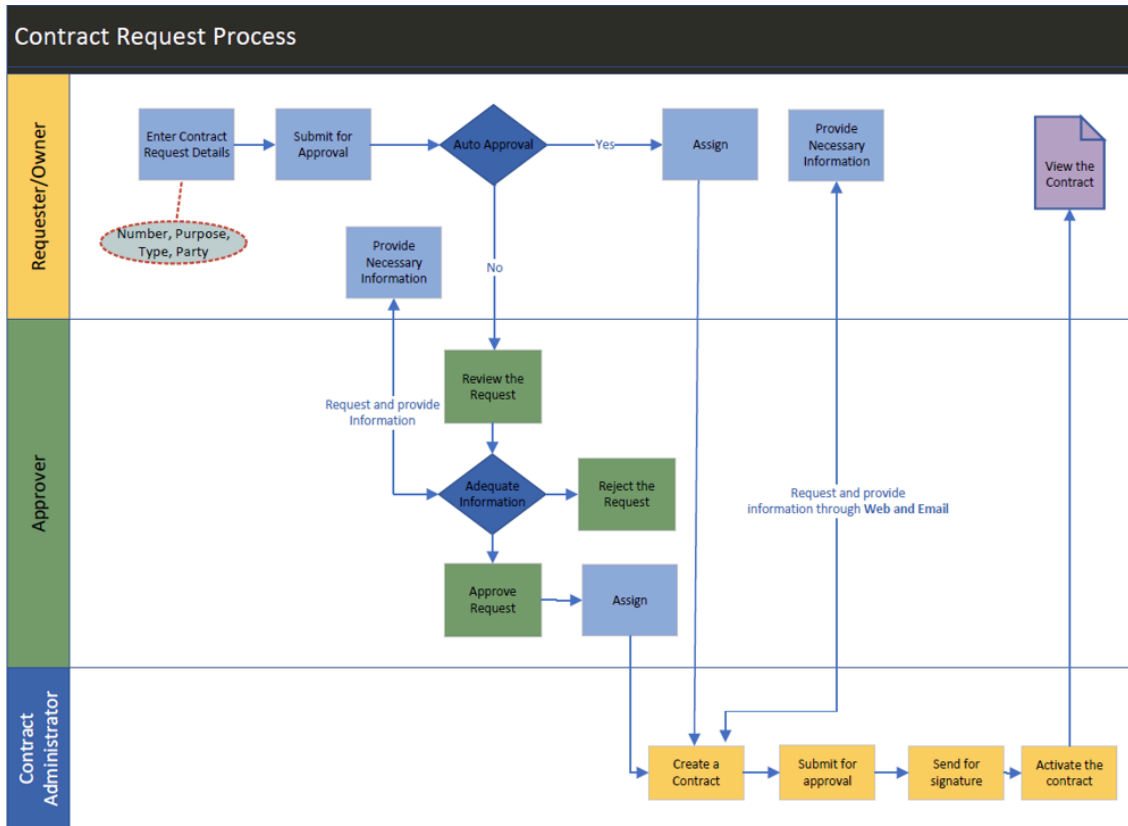 Contract Request Process
Requester/Owner
Enter Contract
Request Details
Submit for
Approval
Auto Approval
Yes
Assign
Provide
Necessary
Information
View the
Contract
Number, Purpose,
Type, Party
Provide
Necessary
Information
No
Approver
Review the
Request
Request and provide
Information
Adequate
Information
Reject the
Request
Request and provide
information through Web and Email
Approve
Request
Assign
Contract
Administrator
Create a
Contract
Submit for
approval
Send for
signature
Activate the
contract